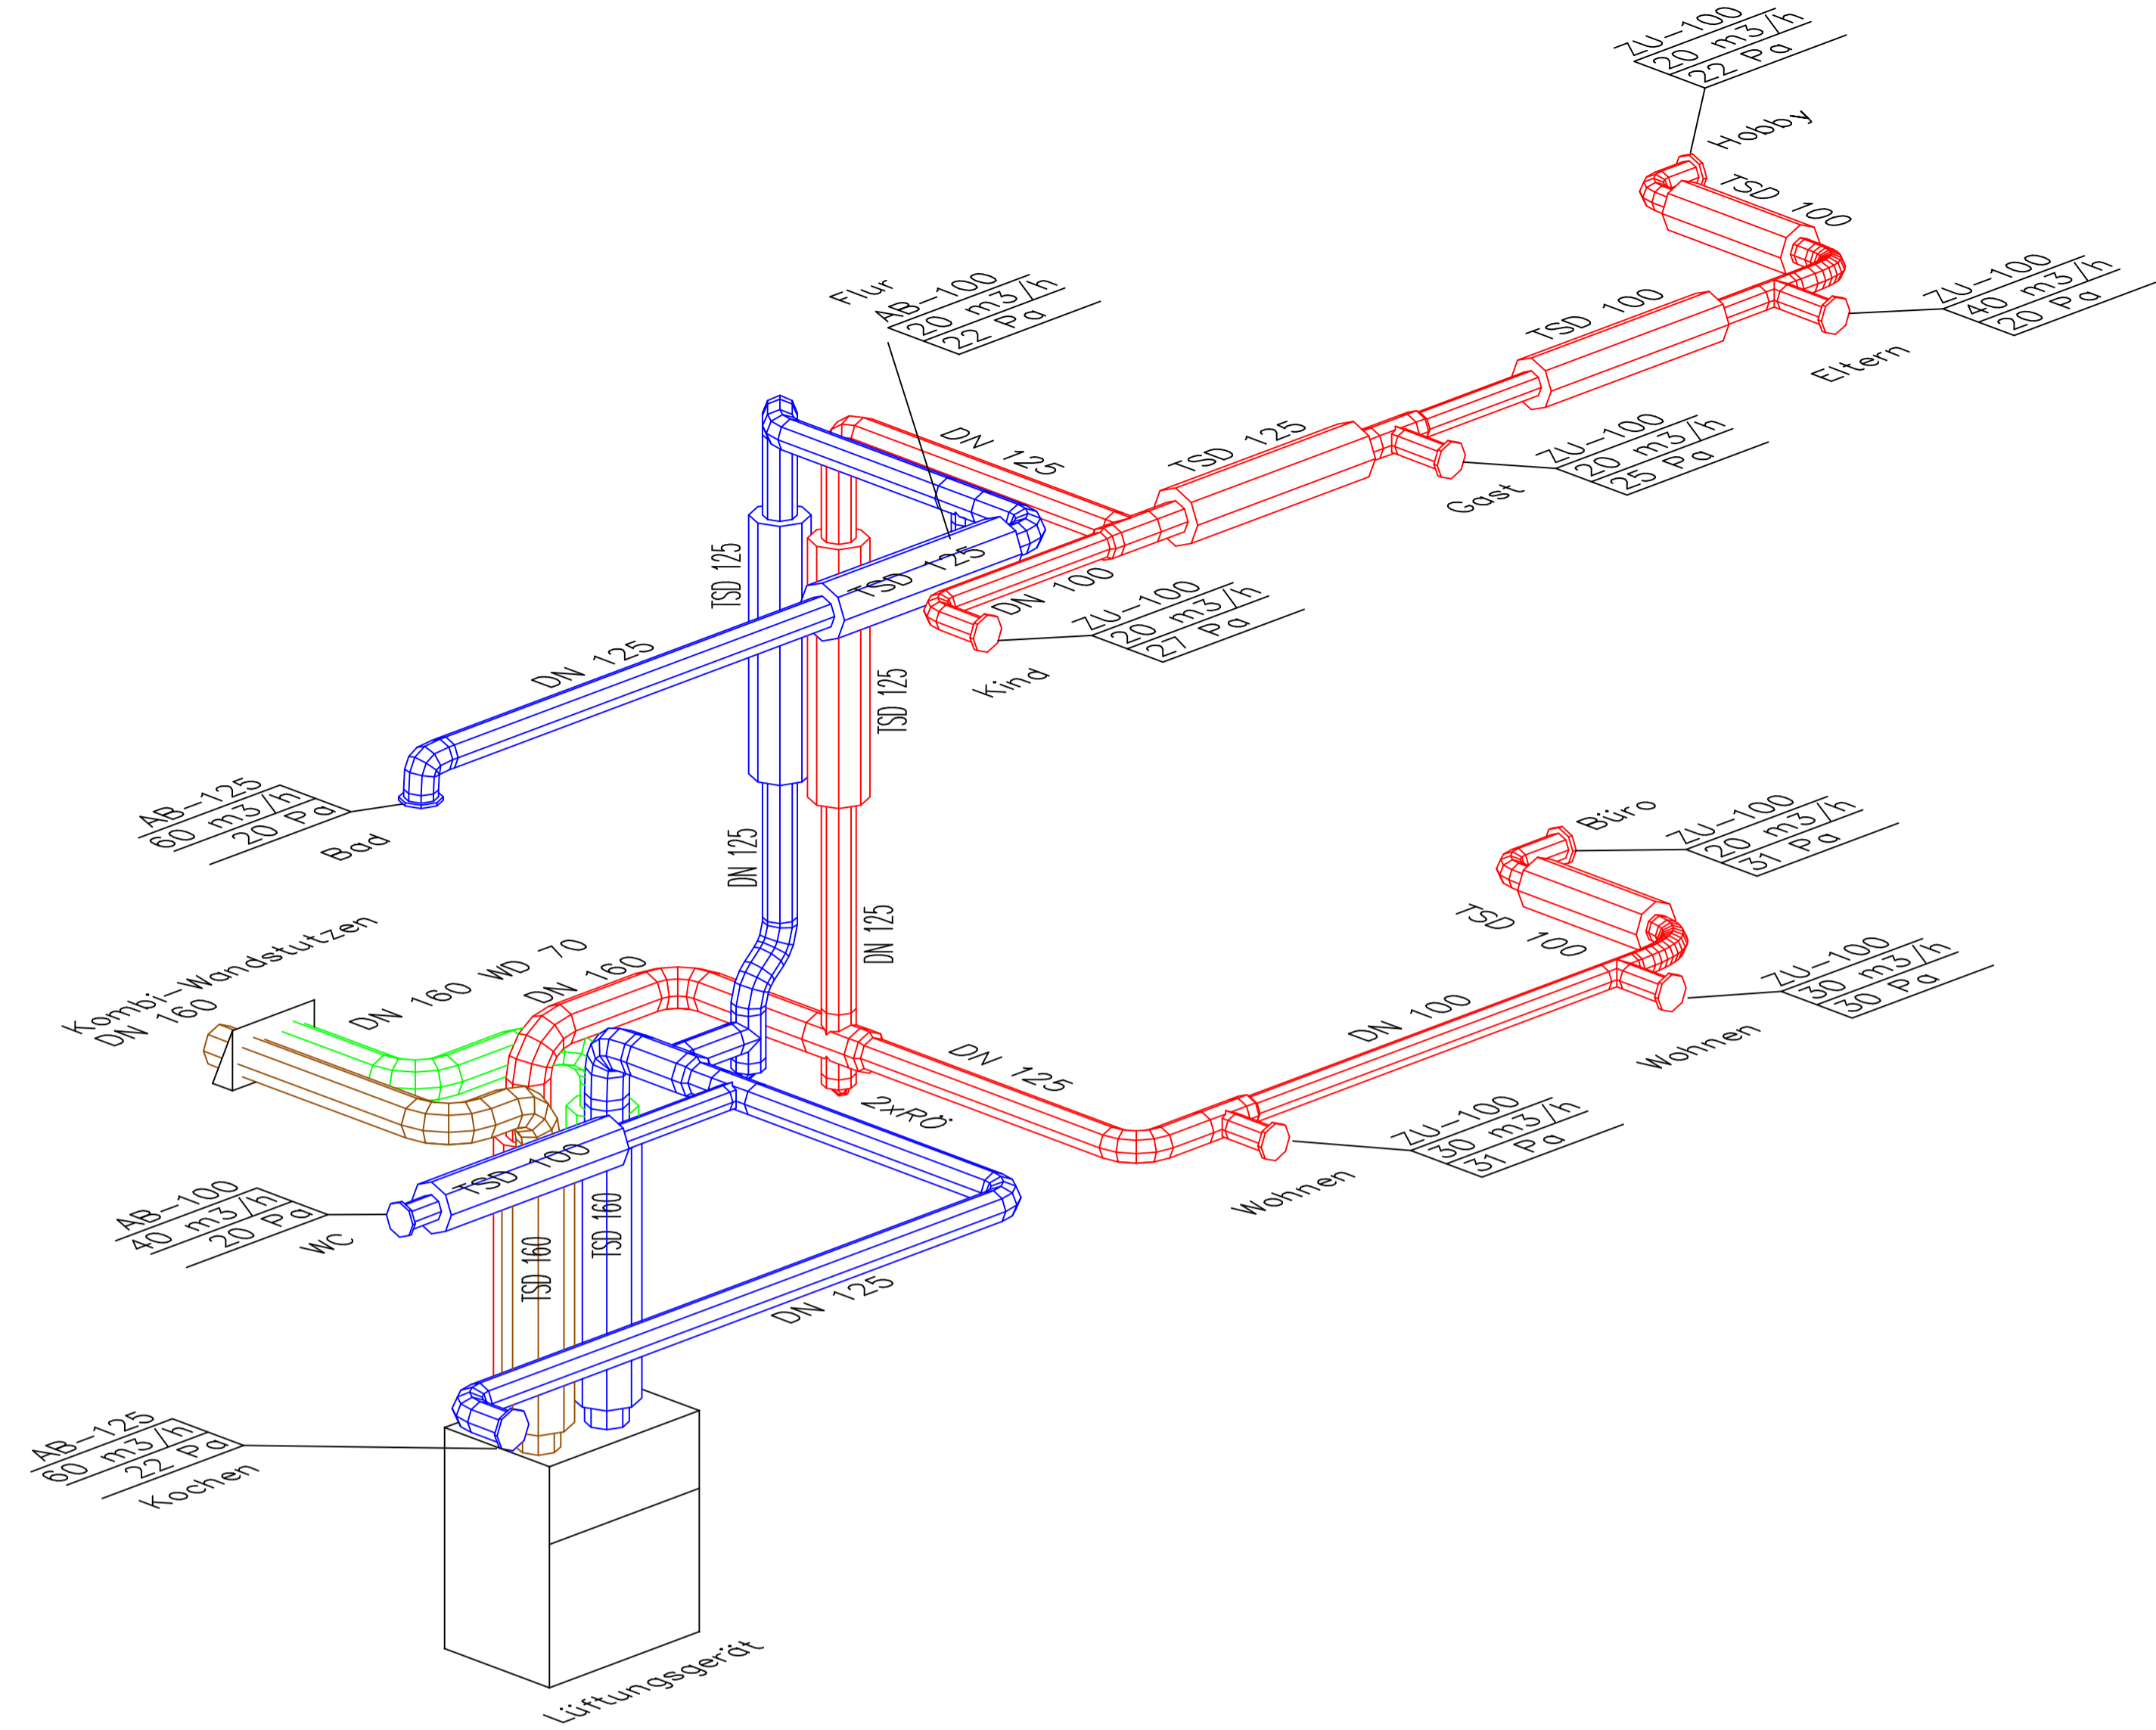 ZU-100
20 m3/h
22 Pa
Hobby
TSD 100
ZU-100
40 m3/h
20 Pa
Eltern
Flur
AB-100
20 m3/h
22 Pa
TSD 100
DN 125
TSD 125
ZU-100
20 m3/h
25 Pa
Gast
TSD 125
TSD 125
DN 100
ZU-100
20 m3/h
27 Pa
Kind
DN 125
TSD 125
AB-125
60 m3/h
20 Pa
Bad
DN 125
DN 125
Büro
ZU-100
20 m3/h
31 Pa
TSD 100
Kombi-Wandstutzen
DN 160
DN 160 WD 70
DN 160
ZU-100
30 m3/h
30 Pa
Wohnen
DN 100
DN 125
2xRö
ZU-100
30 m3/h
31 Pa
Wohnen
TSD 100
AB-100
40 m3/h
20 Pa
WC
TSD 160
TSD 160
DN 125
AB-125
60 m3/h
22 Pa
Kochen
Lüftungsgerät